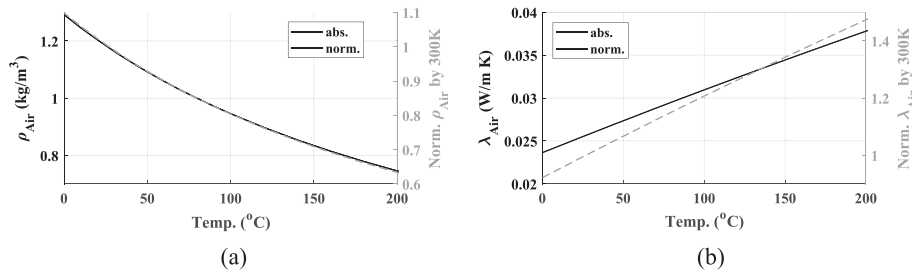 1.2
1
0.8
ρAir (kg/m³)
abs.
norm.
1.1
1
0.9
0.8
0.7
0.6
Norm. ρAir by 300K
0
50
100
150
200
Temp. (°C)
(a)
0.04
0.035
0.03
0.025
0.02
λAir (W/m K)
abs.
norm.
1.4
1.2
1
Norm. λAir by 300K
0
50
100
150
200
Temp. (°C)
(b)